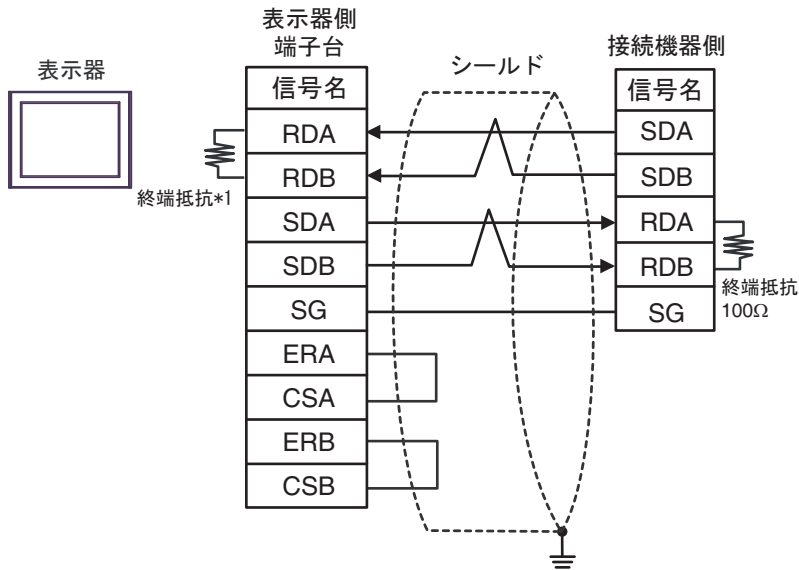 表示器
表示器側
端子台
信号名
RDA
RDB
SDA
SDB
SG
ERA
CSA
ERB
CSB
終端抵抗*1
シールド
接続機器側
信号名
SDA
SDB
RDA
RDB
SG
終端抵抗
100Ω